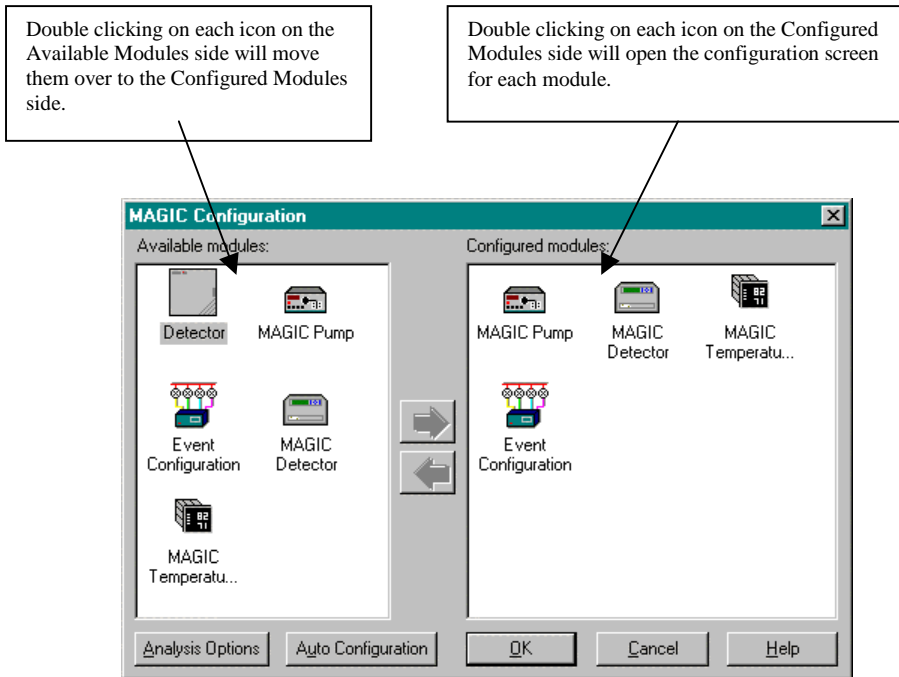 Double clicking on each icon on the
Available Modules side will move
them over to the Configured Modules
side.
Double clicking on each icon on the Configured
Modules side will open the configuration screen
for each module.
MAGIC Configuration
Available modules:
Configured modules:
Detector
MAGIC Pump
Event
Configuration
MAGIC
Detector
MAGIC
Temperatu...
MAGIC Pump
MAGIC
Detector
MAGIC
Temperatu...
Event
Configuration
Analysis Options
Auto Configuration
OK
Cancel
Help